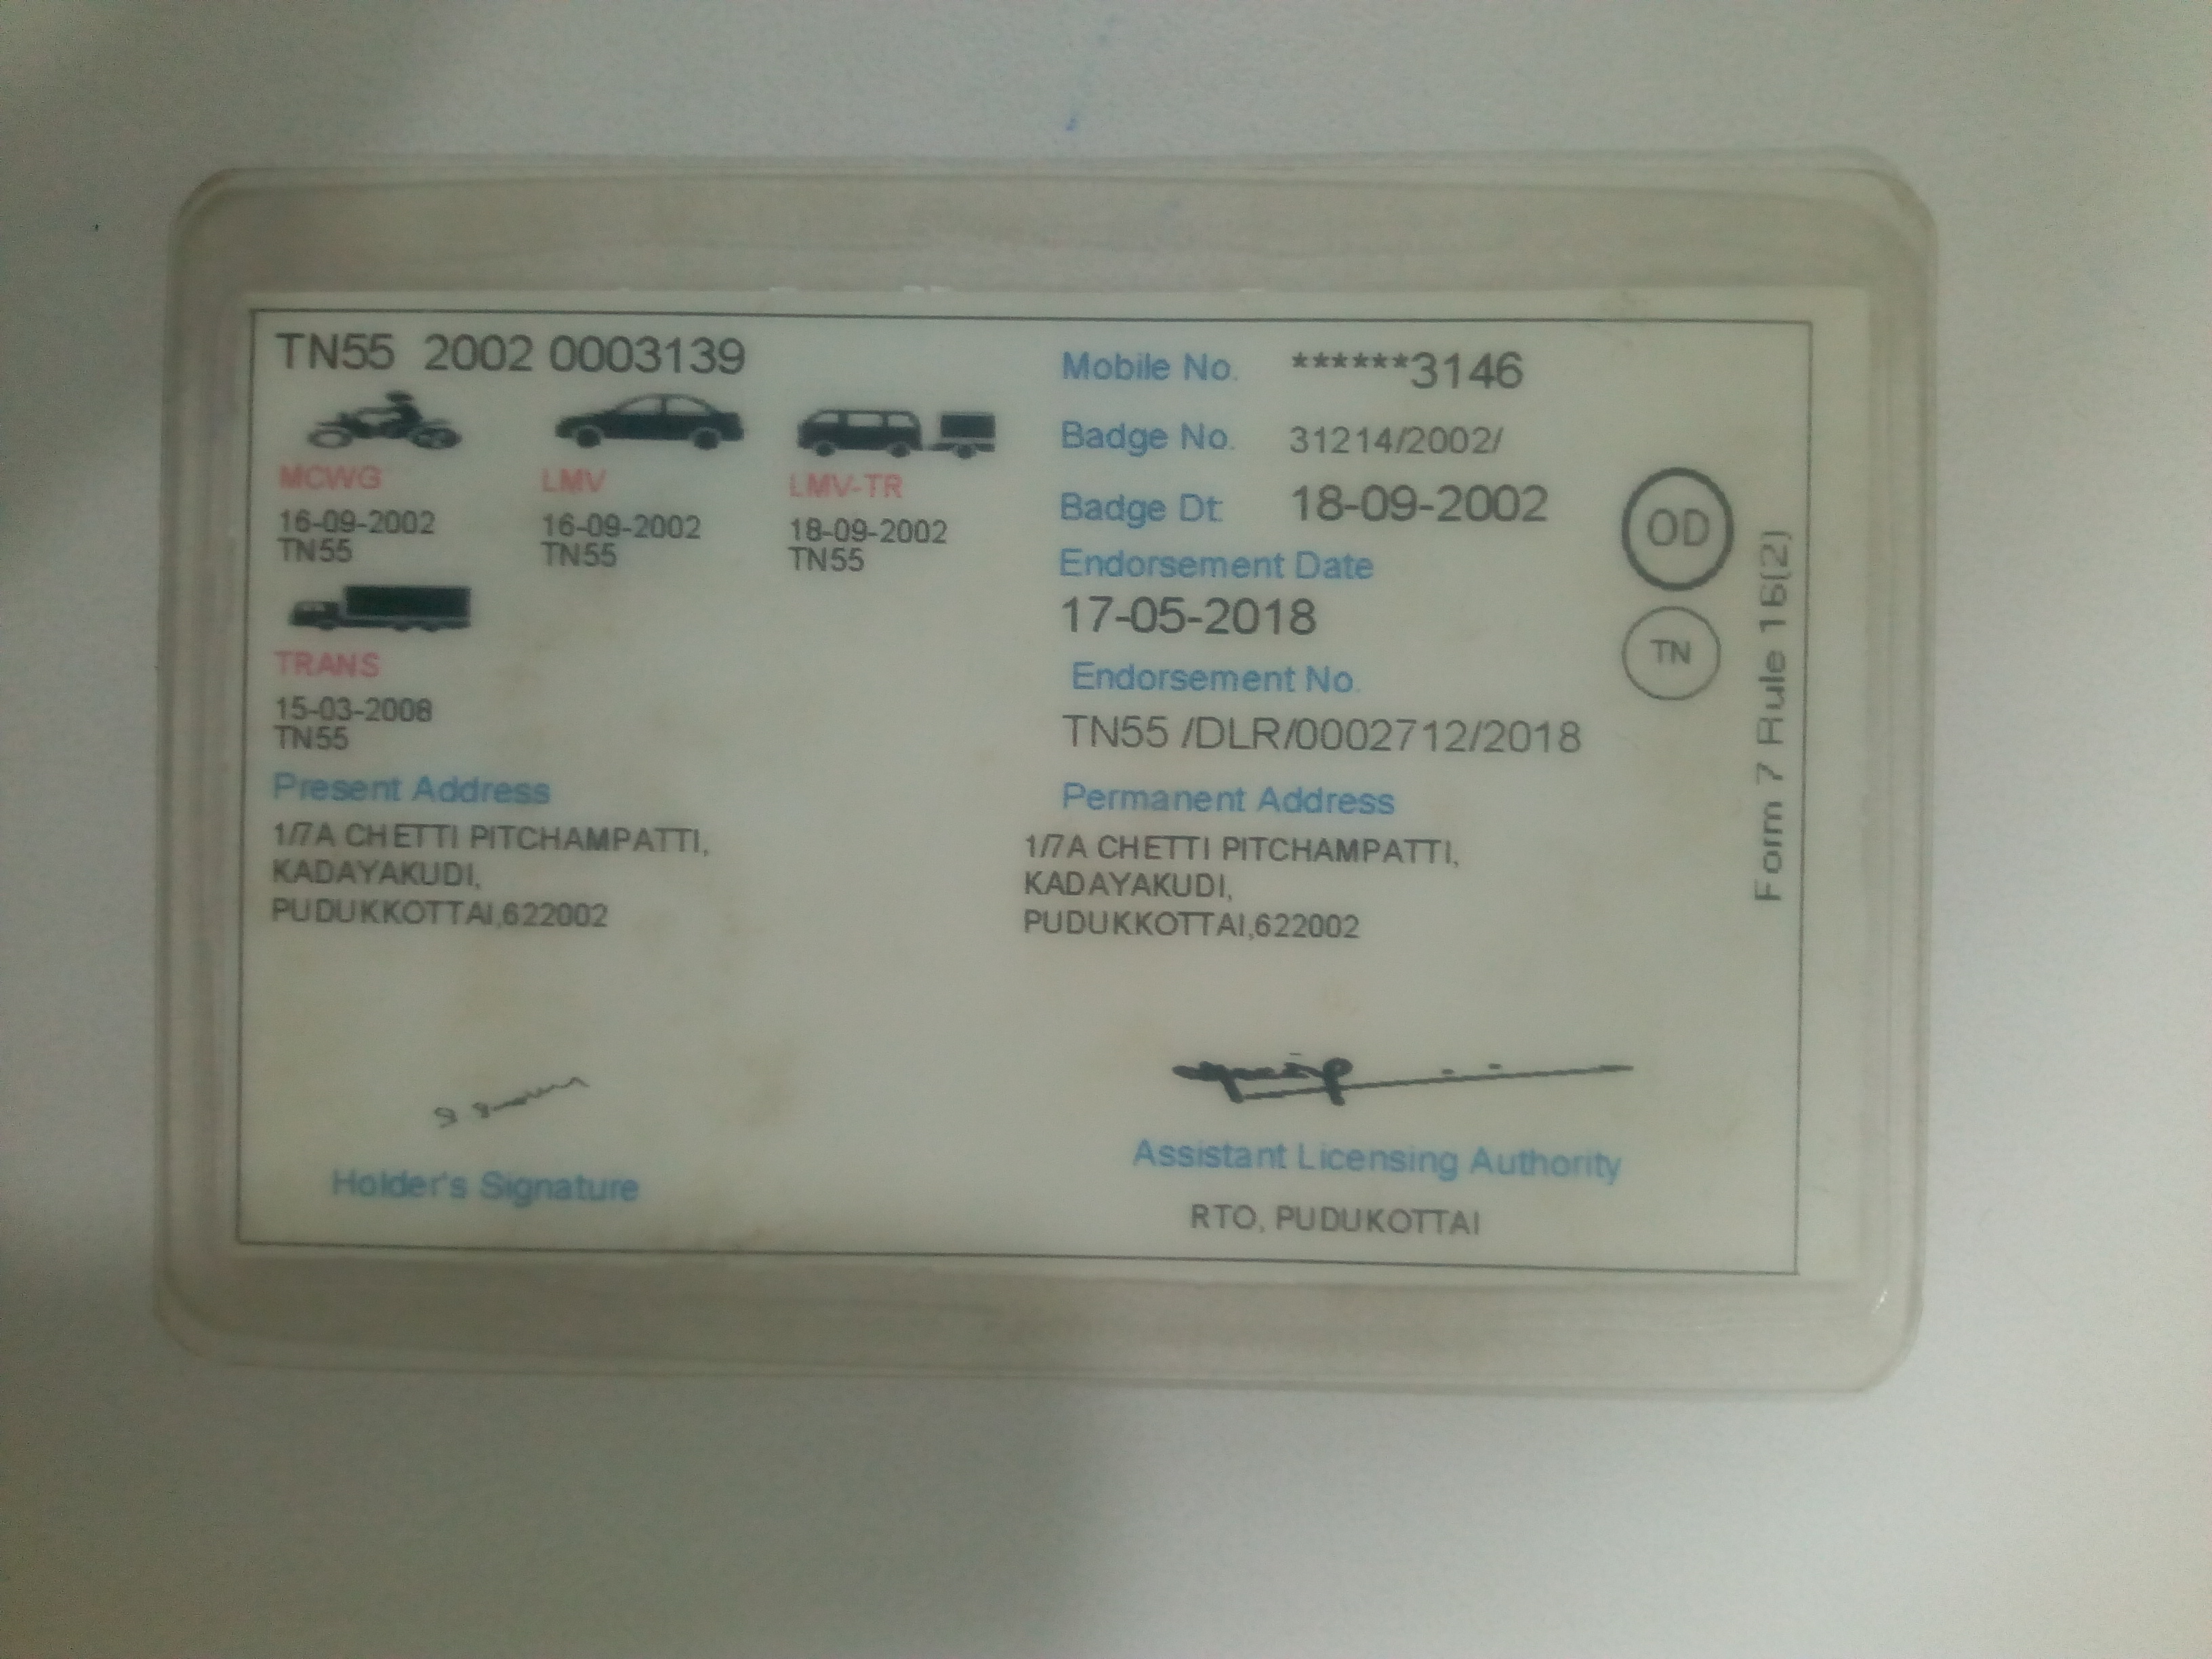 TN55 2002 0003139
MCWG
16-09-2002
TN55
LMV
16-09-2002
TN55
LMV-TR
18-09-2002
TN55
TRANS
15-03-2008
TN55
Mobile No. ******3146
Badge No. 31214/2002/
Badge Dt: 18-09-2002
Endorsement Date
17-05-2018
Endorsement No.
TN55 /DLR/0002712/2018
OD
TN
Form 7 Rule 16(2)
Present Address
1/7A CHETTI PITCHAMPATTI,
KADAYAKUDI,
PUDUKKOTTAI,622002
Permanent Address
1/7A CHETTI PITCHAMPATTI,
KADAYAKUDI,
PUDUKKOTTAI,622002
Holder's Signature
Assistant Licensing Authority
RTO, PUDUKOTTAI